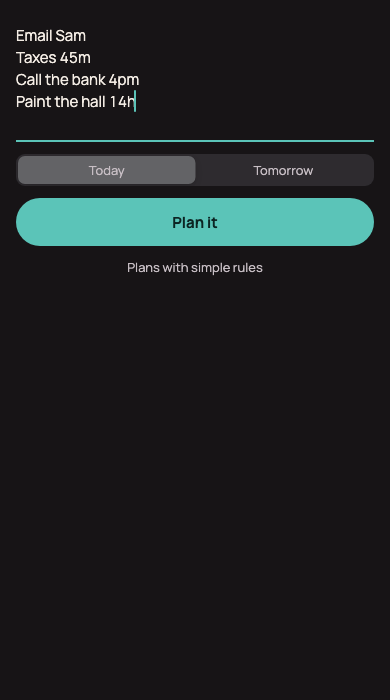 Email Sam
Taxes 45m
Call the bank 4pm
Paint the hall 14h
Today
Tomorrow
Plan it
Plans with simple rules